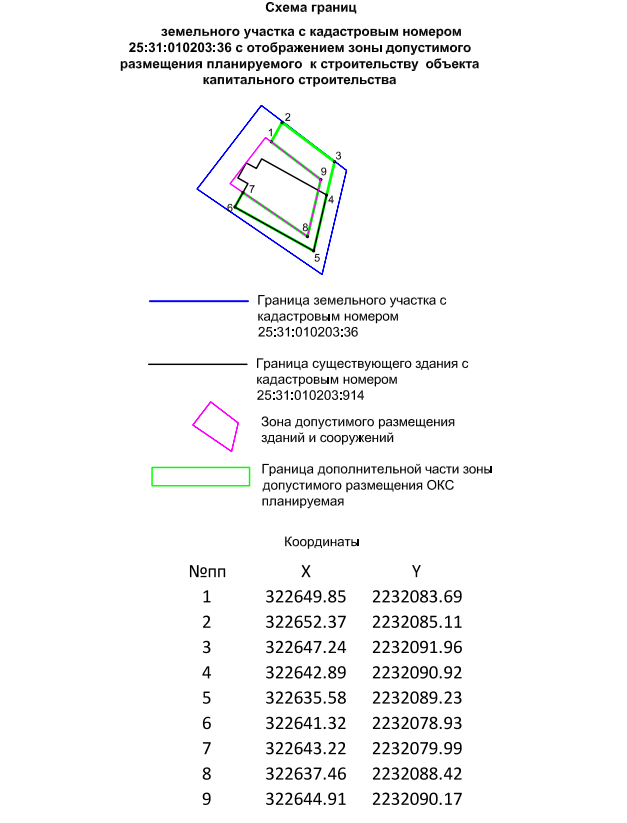 Схема границ
земельного участка с кадастровым номером
25:31:010203:36 с отображением зоны допустимого
размещения планируемого к строительству объекта
капитального строительства
2
1
3
9
4
7
6
8
5
Граница земельного участка с
кадастровым номером
25:31:010203:36
Граница существующего здания с
кадастровым номером
25:31:010203:914
Зона допустимого размещения
зданий и сооружений
Граница дополнительной части зоны
допустимого размещения ОКС
планируемая
Координаты
№пп X Y
1 322649.85 2232083.69
2 322652.37 2232085.11
3 322647.24 2232091.96
4 322642.89 2232090.92
5 322635.58 2232089.23
6 322641.32 2232078.93
7 322643.22 2232079.99
8 322637.46 2232088.42
9 322644.91 2232090.17